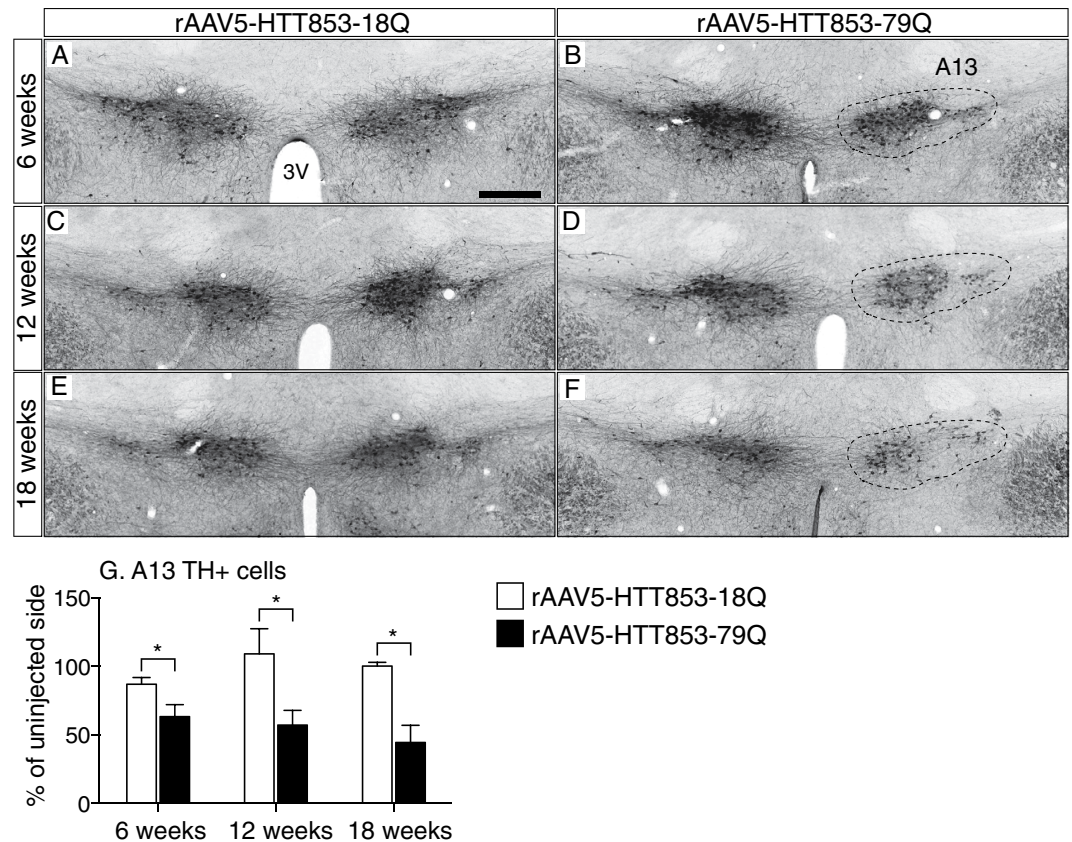 rAAV5-HTT853-18Q
rAAV5-HTT853-79Q
6 weeks
A
3V
B
A13
12 weeks
C
D
18 weeks
E
F
G. A13 TH+ cells
% of uninjected side
150
100
50
0
*
*
*
6 weeks
12 weeks
18 weeks
rAAV5-HTT853-18Q
rAAV5-HTT853-79Q